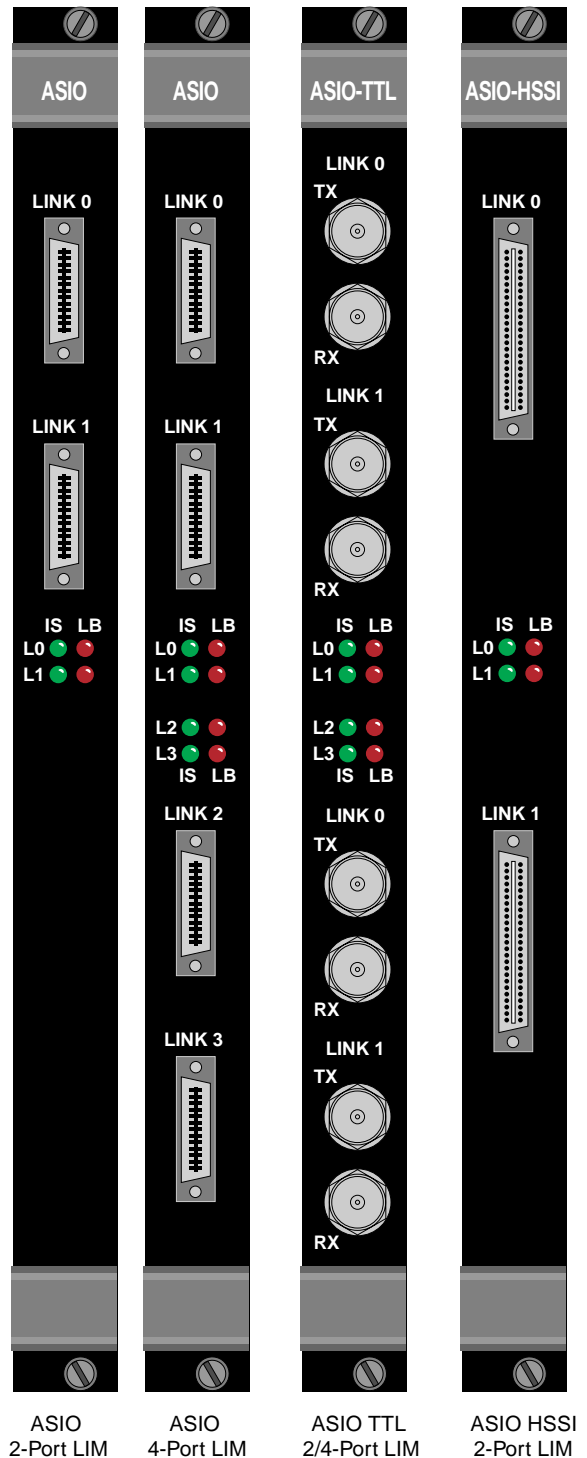 ASIO
LINK 0
LINK 1
IS LB
L0
L1
ASIO
2-Port LIM
ASIO
LINK 0
LINK 1
IS LB
L0
L1
L2
L3
IS LB
LINK 2
LINK 3
ASIO
4-Port LIM
ASIO-TTL
LINK 0
TX
RX
LINK 1
TX
RX
IS LB
L0
L1
L2
L3
IS LB
LINK 0
TX
RX
LINK 1
TX
RX
ASIO TTL
2/4-Port LIM
ASIO-HSSI
LINK 0
IS LB
L0
L1
LINK 1
ASIO HSSI
2-Port LIM